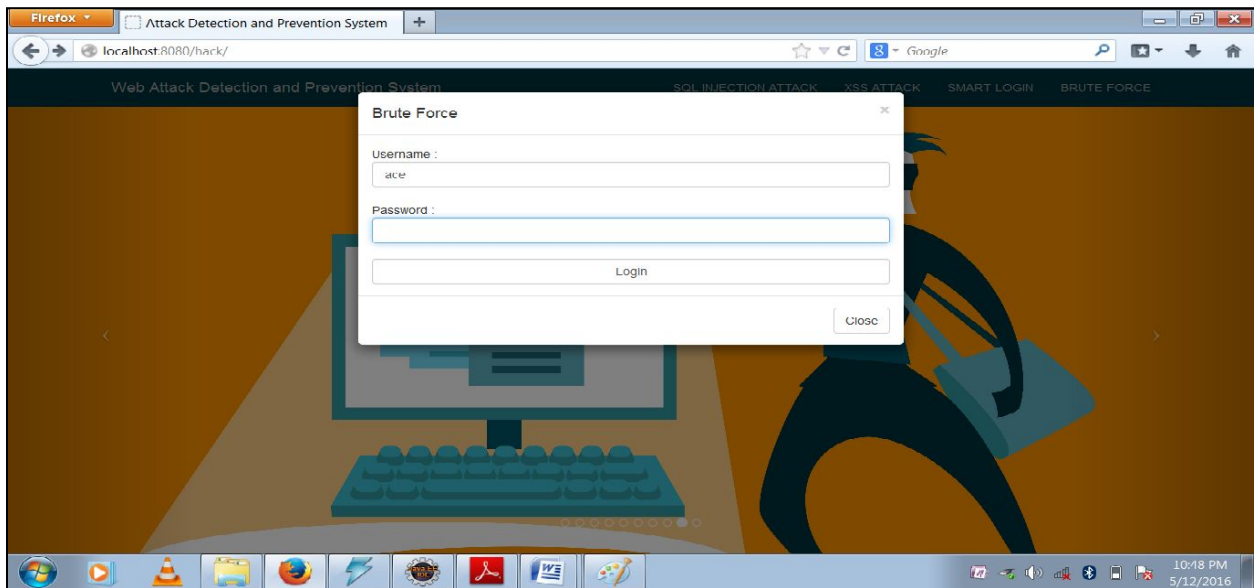 Firefox
Attack Detection and Prevention System
localhost:8080/hack/
Google
Web Attack Detection and Prevention System
SQL INJECTION ATTACK XSS ATTACK SMART LOGIN BRUTE FORCE
Brute Force
Username :
ace
Password :
Login
Close
10:48 PM
5/12/2016